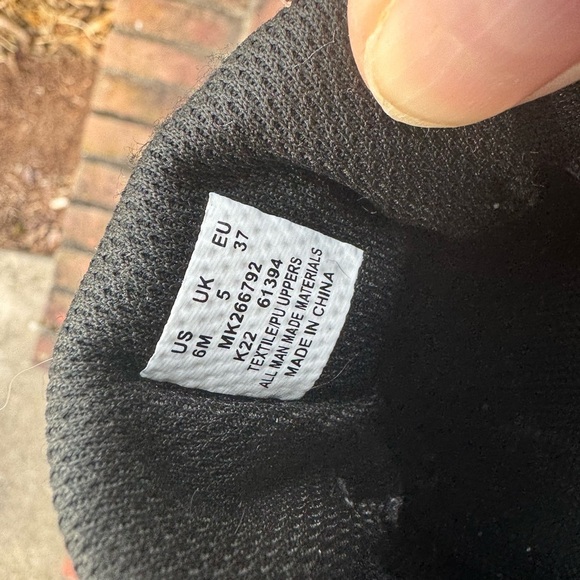 US UK EU
6M 5 37
MK266792
K22 61394
TEXTILE/PU UPPERS
ALL MAN MADE MATERIALS
MADE IN CHINA